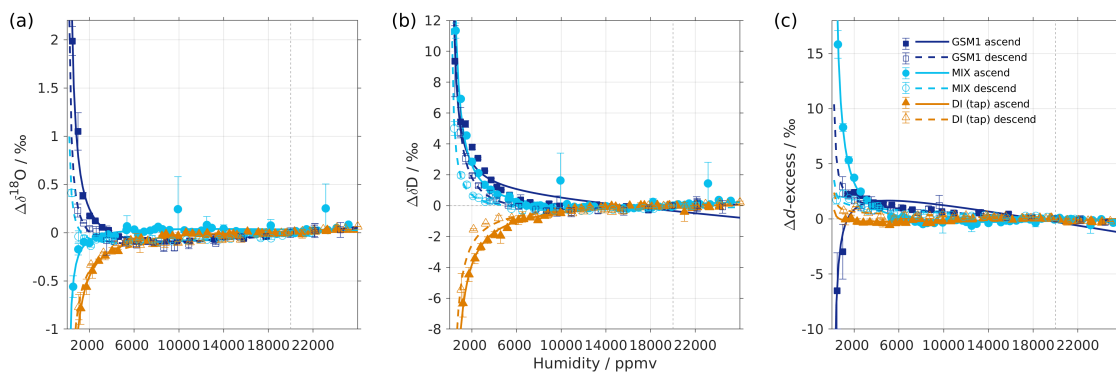 (a)
(b)
(c)
2
1.5
1
0.5
0
-0.5
-1
Δδ¹⁸O / ‰
2000 6000 10000 14000 18000 22000
12
10
8
6
4
2
0
-2
-4
-6
-8
ΔδD / ‰
2000 6000 10000 14000 18000 22000
Humidity / ppmv
15
10
5
0
-5
-10
Δd-excess / ‰
2000 6000 10000 14000 18000 22000
GSM1 ascend
GSM1 descend
MIX ascend
MIX descend
DI (tap) ascend
DI (tap) descend